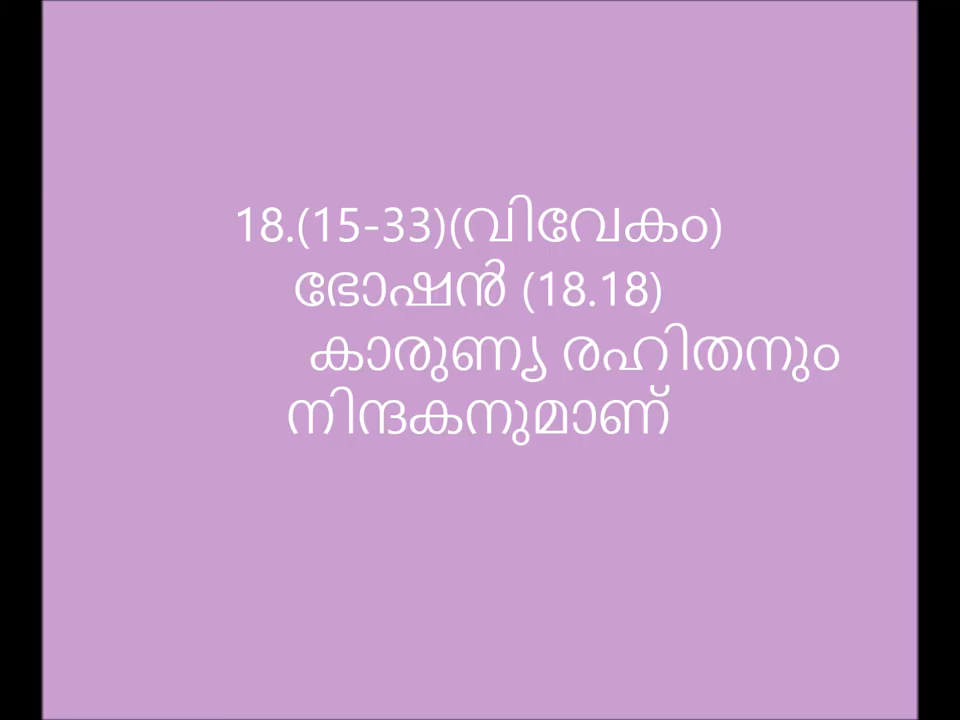 18.(15-33)(വിവേകം)
ഭോഷൻ (18.18)
കാരുണ്യ രഹിതനും
നിന്ദകനുമാണ്